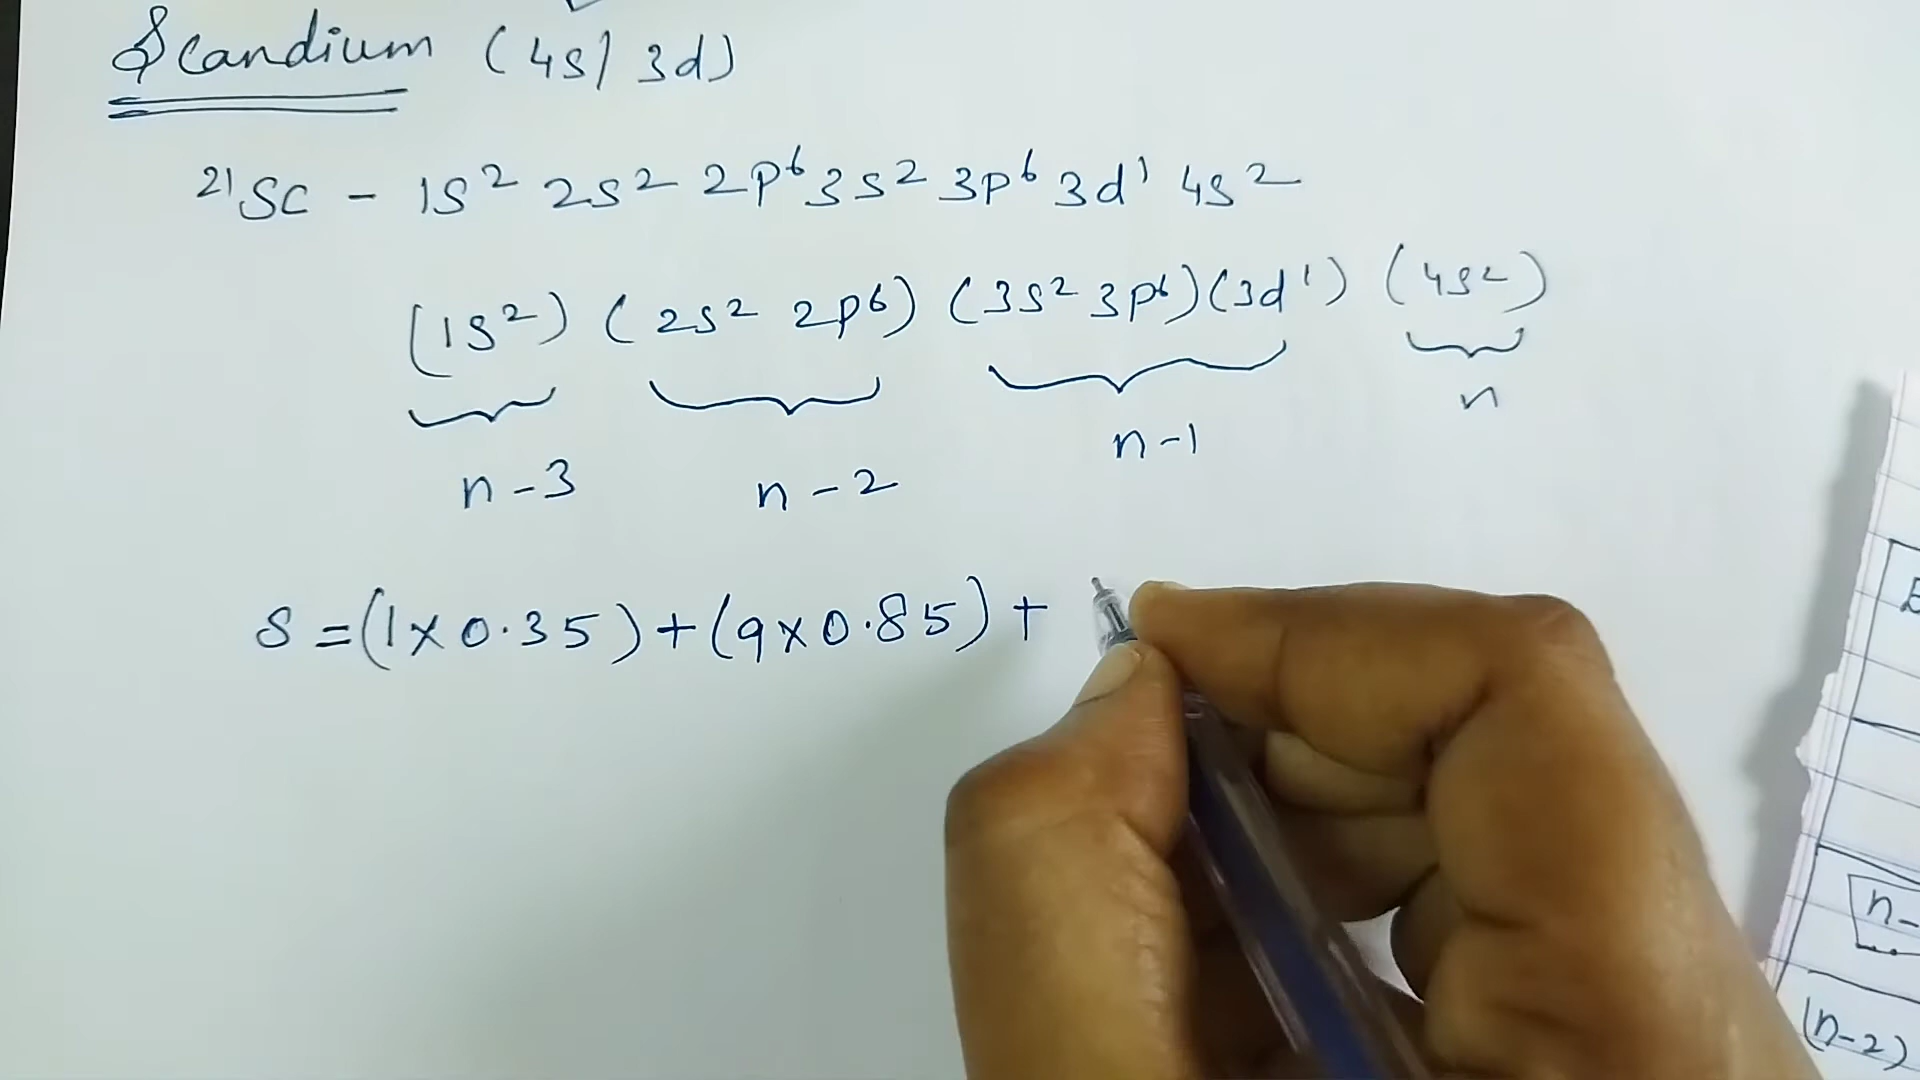 Scandium (4s/3d)
²¹Sc - 1s² 2s² 2p⁶ 3s² 3p⁶ 3d¹ 4s²
(1s²) (2s² 2p⁶) (3s² 3p⁶)(3d¹) (4s²)
n-3 n-2 n-1 n
S = (1×0.35)+(9×0.85)+
n-
(n-2)